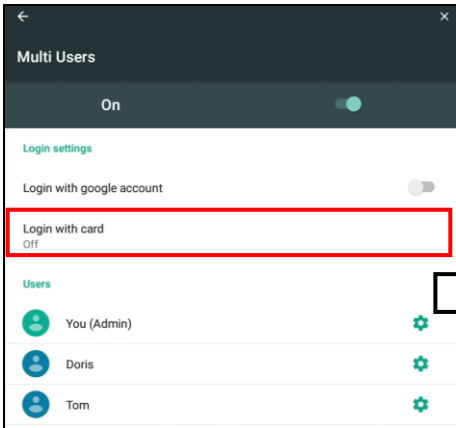 Multi Users
On
Login settings
Login with google account
Login with card
Off
Users
You (Admin)
Doris
Tom